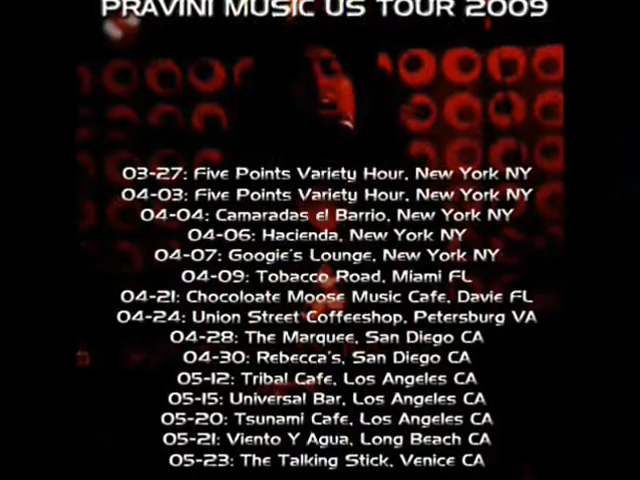 PRAVINI MUSIC US TOUR 2009
03-27: Five Points Variety Hour, New York NY
04-03: Five Points Variety Hour, New York NY
04-04: Camaradas el Barrio, New York NY
04-06: Hacienda, New York NY
04-07: Googie's Lounge, New York NY
04-09: Tobacco Road, Miami FL
04-21: Chocoloate Moose Music Cafe, Davie FL
04-24: Union Street Coffeeshop, Petersburg VA
04-28: The Marquee, San Diego CA
04-30: Rebecca's, San Diego CA
05-12: Tribal Cafe, Los Angeles CA
05-15: Universal Bar, Los Angeles CA
05-20: Tsunami Cafe, Los Angeles CA
05-21: Viento Y Agua, Long Beach CA
05-23: The Talking Stick, Venice CA